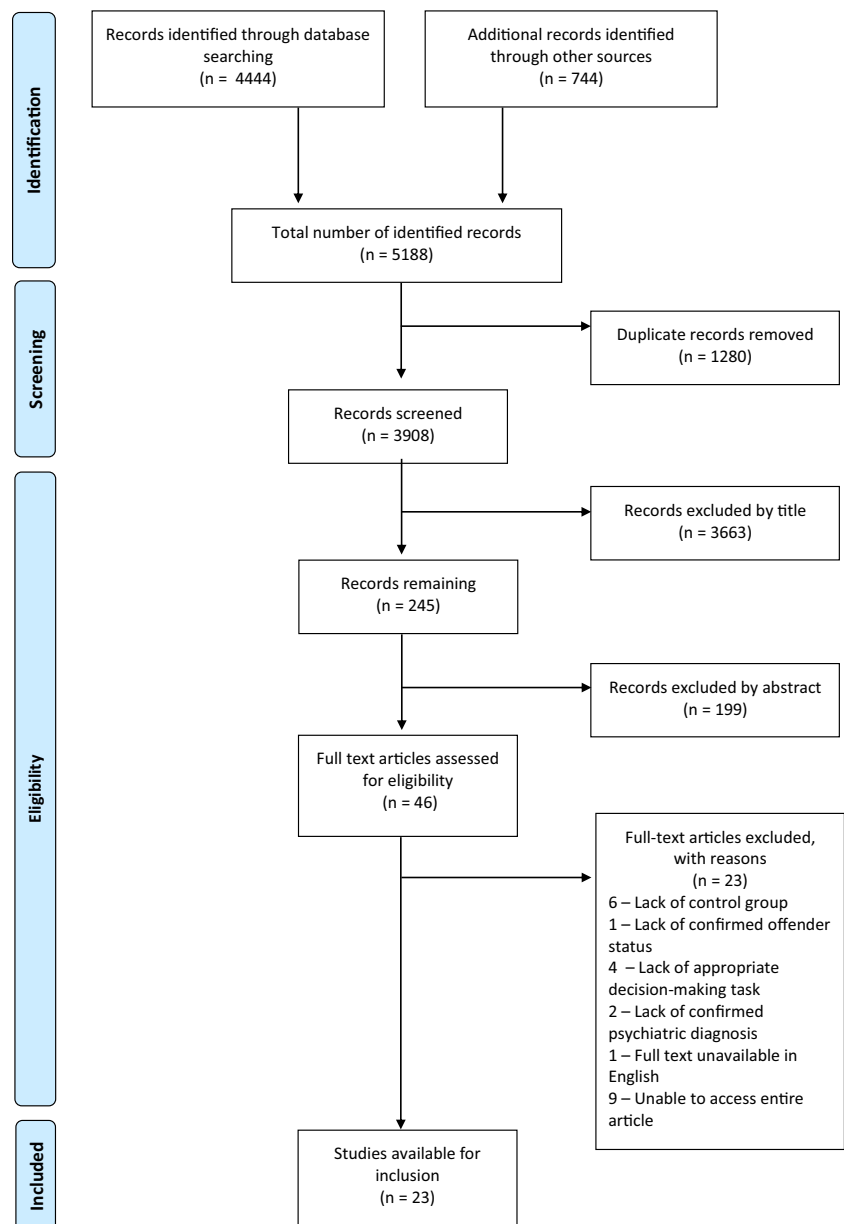 Records identified through database
searching
(n = 4444)
Additional records identified
through other sources
(n = 744)
Identification
Total number of identified records
(n = 5188)
Screening
Duplicate records removed
(n = 1280)
Records screened
(n = 3908)
Eligibility
Records excluded by title
(n = 3663)
Records remaining
(n = 245)
Records excluded by abstract
(n = 199)
Full text articles assessed
for eligibility
(n = 46)
Full-text articles excluded,
with reasons
(n = 23)
6 – Lack of control group
1 – Lack of confirmed offender
status
4 – Lack of appropriate
decision-making task
2 – Lack of confirmed
psychiatric diagnosis
1 – Full text unavailable in
English
9 – Unable to access entire
article
Included
Studies available for
inclusion
(n = 23)